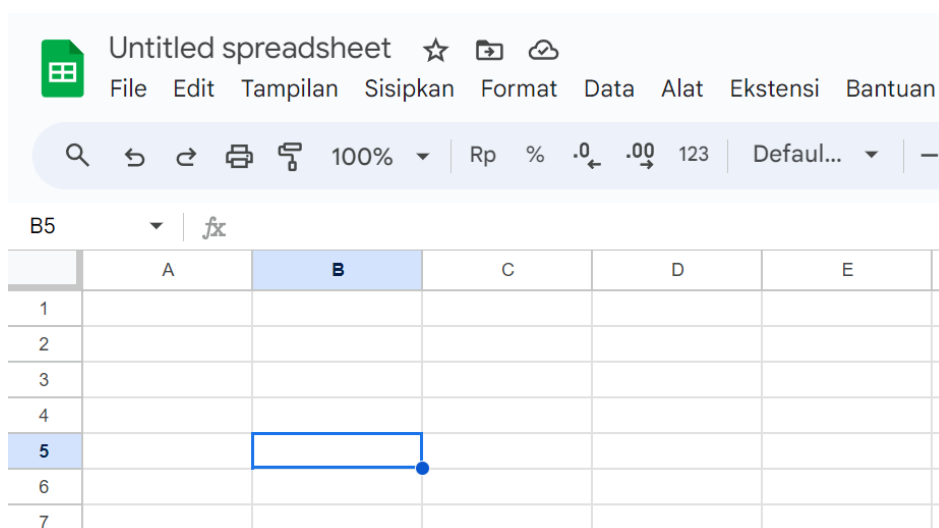 Untitled spreadsheet
File Edit Tampilan Sisipkan Format Data Alat Ekstensi Bantuan
100% Rp % .0 .00 123 Defaul...
B5 fx
A B C D E
1
2
3
4
5
6
7